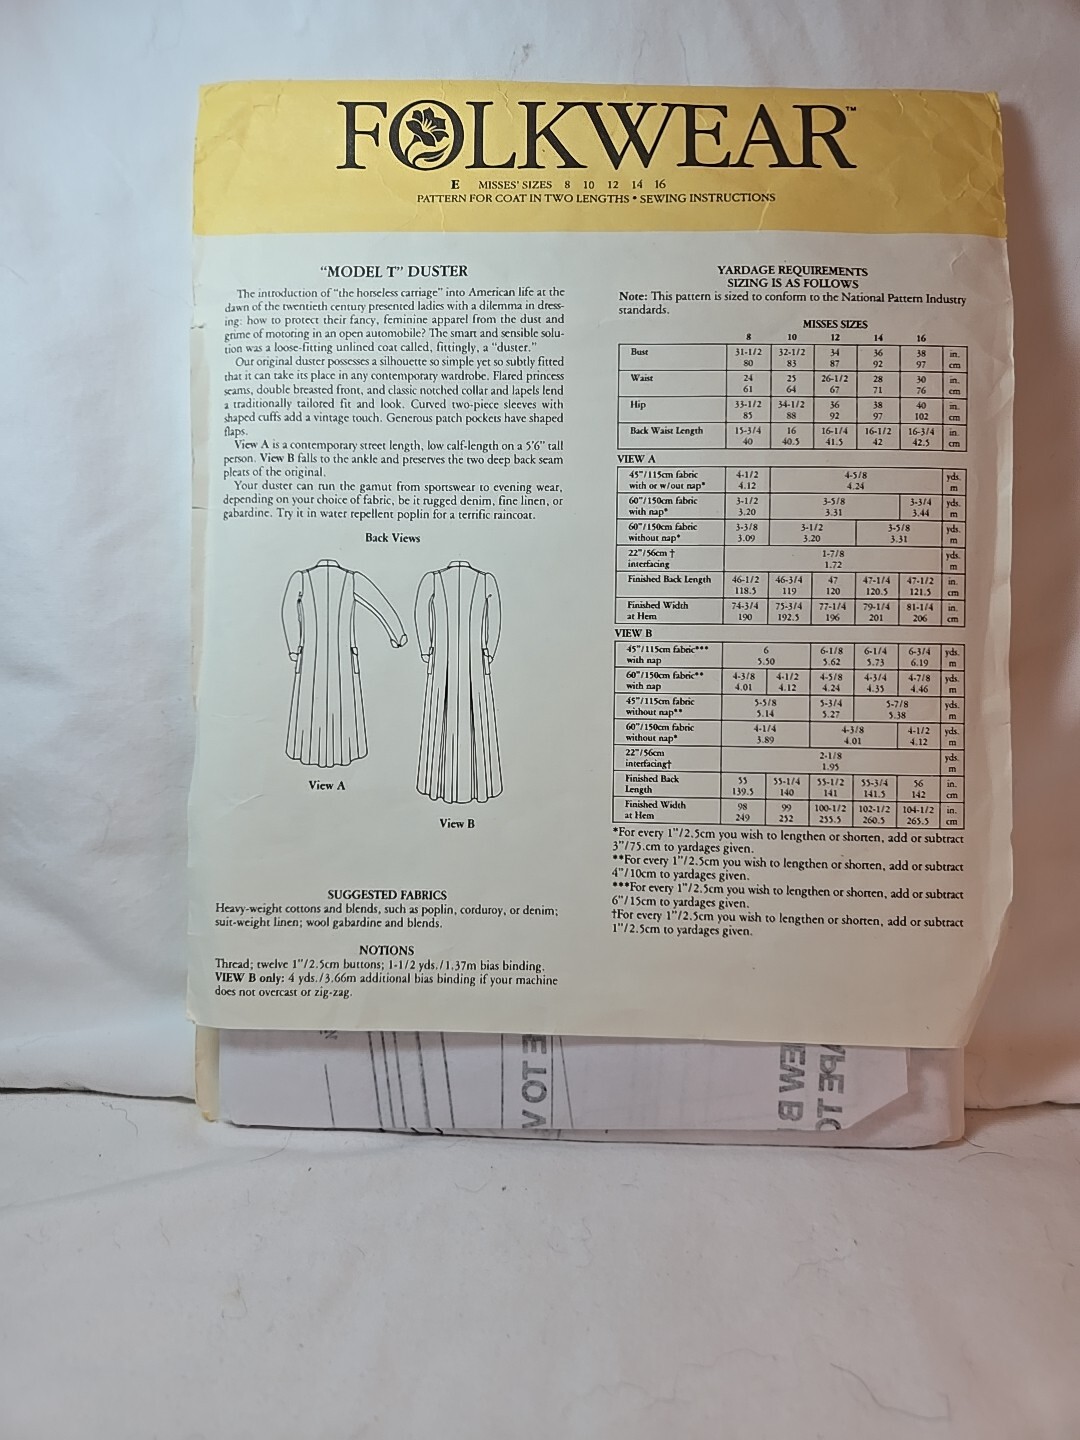 FOLKWEAR™
E MISSES' SIZES 8 10 12 14 16
PATTERN FOR COAT IN TWO LENGTHS • SEWING INSTRUCTIONS
"MODEL T" DUSTER
The introduction of "the horseless carriage" into American life at the
dawn of the twentieth century presented ladies with a dilemma in dress-
ing: how to protect their fancy, feminine apparel from the dust and
grime of motoring in an open automobile? The smart and sensible solu-
tion was a loose-fitting unlined coat called, fittingly, a "duster."
Our original duster possesses a silhouette so simple yet so subtly fitted
that it can take its place in any contemporary wardrobe. Flared princess
seams, double breasted front, and classic notched collar and lapels lend
a traditionally tailored fit and look. Curved two-piece sleeves with
shaped cuffs add a vintage touch. Generous patch pockets have shaped
flaps.
View A is a contemporary street length, low calf-length on a 5'6" tall
person. View B falls to the ankle and preserves the two deep back seam
pleats of the original.
Your duster can run the gamut from sportswear to evening wear,
depending on your choice of fabric, be it rugged denim, fine linen, or
gabardine. Try it in water repellent poplin for a terrific raincoat.
Back Views
View A
View B
SUGGESTED FABRICS
Heavy-weight cottons and blends, such as poplin, corduroy, or denim;
suit-weight linen; wool gabardine and blends.
NOTIONS
Thread; twelve 1"/2.5cm buttons; 1-1/2 yds./1.37m bias binding.
VIEW B only: 4 yds./3.66m additional bias binding if your machine
does not overcast or zig-zag.
YARDAGE REQUIREMENTS
SIZING IS AS FOLLOWS
Note: This pattern is sized to conform to the National Pattern Industry
standards.
MISSES SIZES
8 10 12 14 16
Bust 31-1/2 32-1/2 34 36 38 in.
80 83 87 92 97 cm
Waist 24 25 26-1/2 28 30 in.
61 64 67 71 76 cm
Hip 33-1/2 34-1/2 36 38 40 in.
85 88 92 97 102 cm
Back Waist Length 15-3/4 16 16-1/4 16-1/2 16-3/4 in.
40 40.5 41.5 42 42.5 cm
VIEW A
45"/115cm fabric 4-1/2 4-5/8 yds.
with or w/out nap* 4.12 4.24 m
60"/150cm fabric 3-1/2 3-5/8 3-3/4 yds.
with nap* 3.20 3.31 3.44 m
60"/150cm fabric 3-3/8 3-1/2 3-5/8 yds.
without nap* 3.09 3.20 3.31 m
22"/56cm † 1-7/8 yds.
interfacing 1.72 m
Finished Back Length 46-1/2 46-3/4 47 47-1/4 47-1/2 in.
118.5 119 120 120.5 121.5 cm
Finished Width 74-3/4 75-3/4 77-1/4 79-1/4 81-1/4 in.
at Hem 190 192.5 196 201 206 cm
VIEW B
45"/115cm fabric*** 6 6-1/8 6-1/4 6-3/4 yds.
with nap 5.50 5.62 5.73 6.19 m
60"/150cm fabric** 4-3/8 4-1/2 4-5/8 4-3/4 4-7/8 yds.
with nap 4.01 4.12 4.24 4.35 4.46 m
45"/115cm fabric 5-5/8 5-3/4 5-7/8 yds.
without nap** 5.14 5.27 5.38 m
60"/150cm fabric 4-1/4 4-3/8 4-1/2 yds.
without nap* 3.89 4.01 4.12 m
22"/56cm 2-1/8 yds.
interfacing† 1.95 m
Finished Back 55 55-1/4 55-1/2 55-3/4 56 in.
Length 139.5 140 141 141.5 142 cm
Finished Width 98 99 100-1/2 102-1/2 104-1/2 in.
at Hem 249 252 255.5 260.5 265.5 cm
*For every 1"/2.5cm you wish to lengthen or shorten, add or subtract
3"/75.cm to yardages given.
**For every 1"/2.5cm you wish to lengthen or shorten, add or subtract
4"/10cm to yardages given.
***For every 1"/2.5cm you wish to lengthen or shorten, add or subtract
6"/15cm to yardages given.
†For every 1"/2.5cm you wish to lengthen or shorten, add or subtract
1"/2.5cm to yardages given.